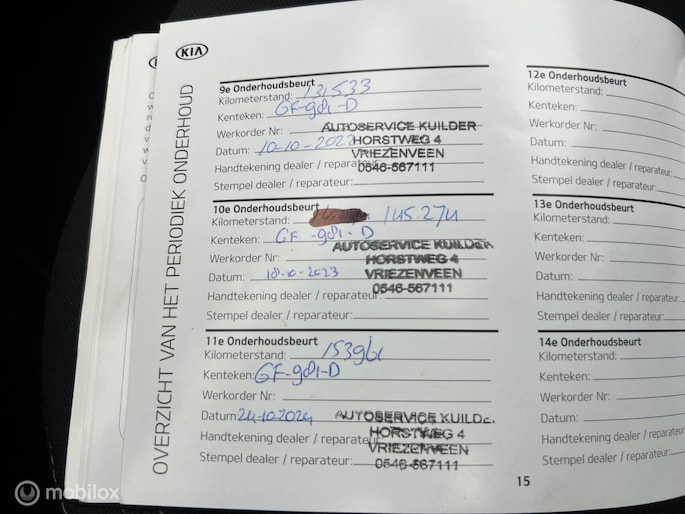 KIA
OVERZICHT VAN HET PERIODIEK ONDERHOUD
9e Onderhoudsbeurt
Kilometerstand: 131533
Kenteken: GF-981-D
Werkorder Nr:
Datum: 10-10-2022
Handtekening dealer / reparateur:
Stempel dealer / reparateur:
AUTOSERVICE KUILDER
HORSTWEG 4
VRIEZENVEEN
0546-567111
10e Onderhoudsbeurt
Kilometerstand: 145.274
Kenteken: GF-981-D
Werkorder Nr:
Datum: 18-10-2023
Handtekening dealer / reparateur:
Stempel dealer / reparateur:
AUTOSERVICE KUILDER
HORSTWEG 4
VRIEZENVEEN
0546-567111
11e Onderhoudsbeurt
Kilometerstand:
Kenteken: GF-981-D
Werkorder Nr:
Datum: 24-10-2024
Handtekening dealer / reparateur:
Stempel dealer / reparateur:
AUTOSERVICE KUILDE
HORSTWEG 4
VRIEZENVEEN
0546-567111
12e Onderhoudsbeurt
Kilometerstand:
Kenteken:
Werkorder Nr:
Datum:
Handtekening dealer / reparat
Stempel dealer / reparateur:
13e Onderhoudsbeurt
Kilometerstand:
Kenteken:
Werkorder Nr:
Datum:
Handtekening dealer / repara
Stempel dealer / reparateur:
14e Onderhoudsbeurt
Kilometerstand:
Kenteken:
Werkorder Nr:
Datum:
Handtekening dealer / rep
Stempel dealer / reparate
15
mobilox